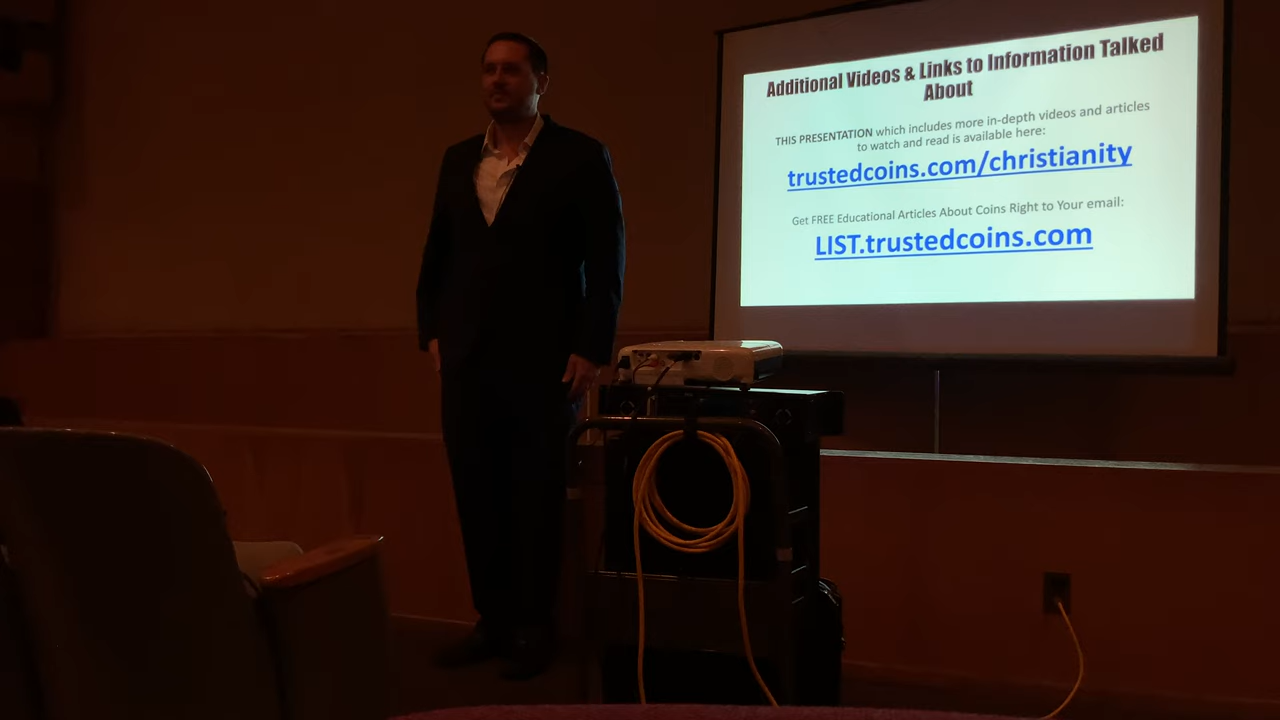 Additional Videos & Links to Information Talked
About
THIS PRESENTATION which includes more in-depth videos and articles
to watch and read is available here:
trustedcoins.com/christianity
Get FREE Educational Articles About Coins Right to Your email:
LIST.trustedcoins.com